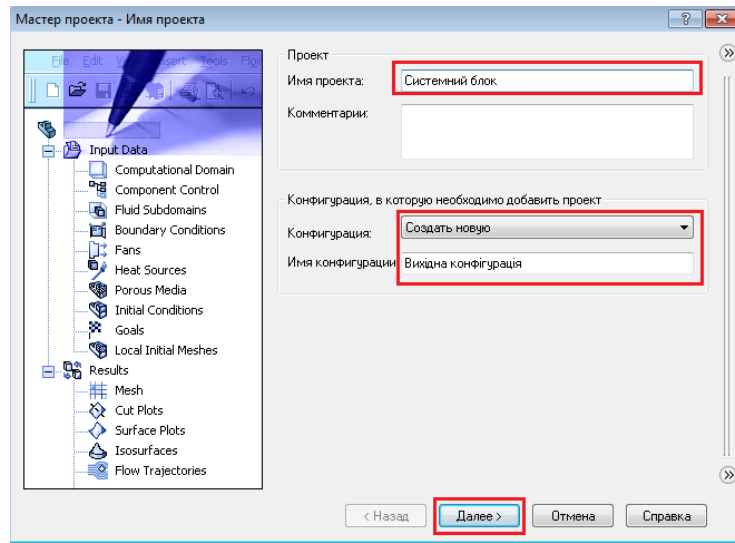 Мастер проекта - Имя проекта
File Edit View Insert Tools Flow
Input Data
Computational Domain
Component Control
Fluid Subdomains
Boundary Conditions
Fans
Heat Sources
Porous Media
Initial Conditions
Goals
Local Initial Meshes
Results
Mesh
Cut Plots
Surface Plots
Isosurfaces
Flow Trajectories
Проект
Имя проекта: Системний блок
Комментарии:
Конфигурация, в которую необходимо добавить проект
Конфигурация: Создать новую
Имя конфигурации Вихідна конфігурація
< Назад Далее > Отмена Справка